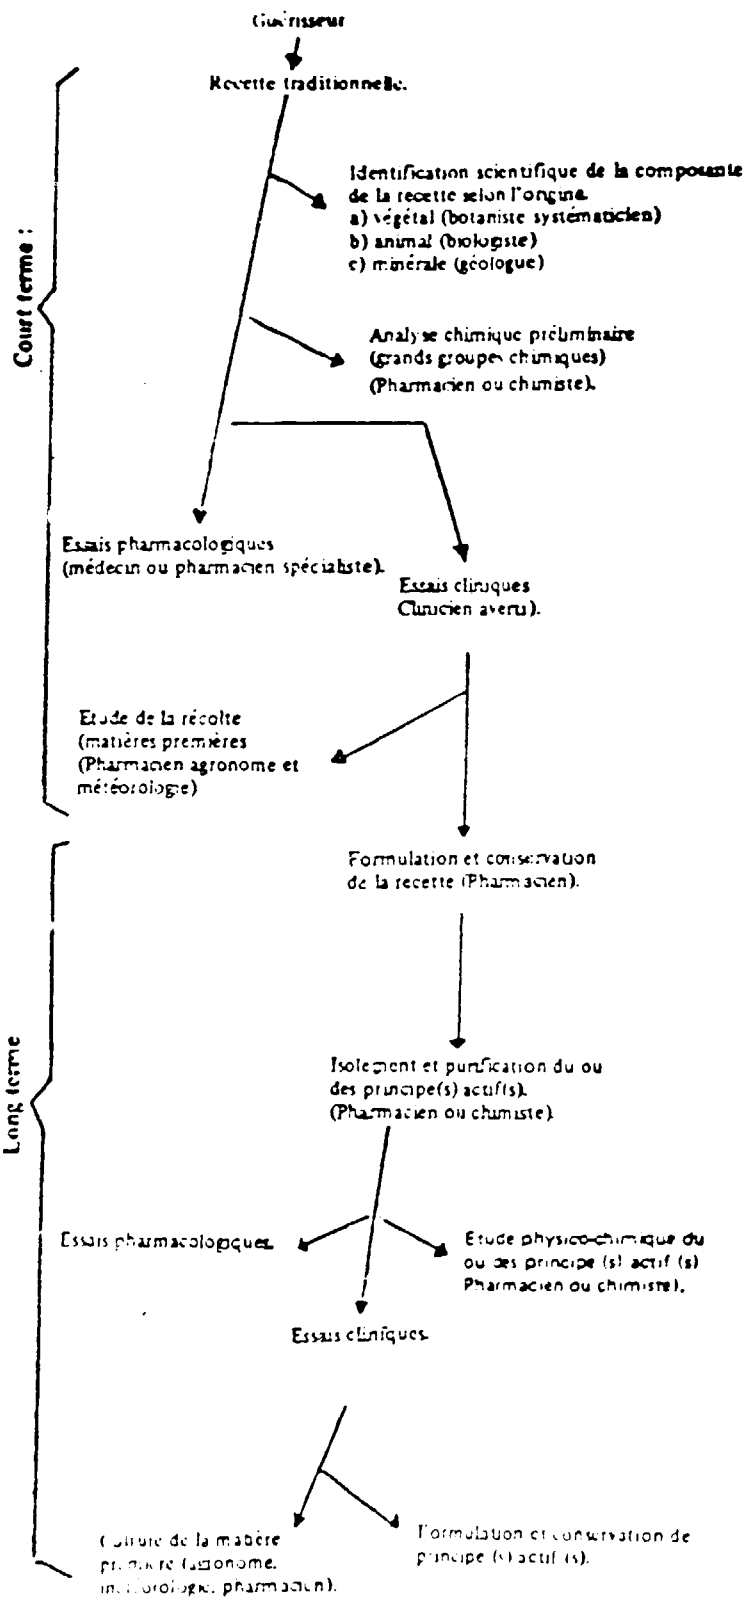 Guérisseur
Recette traditionnelle.
Court terme :
Identification scientifique de la composante
de la recette selon l'origine.
a) végétal (botaniste systématicien)
b) animal (biologiste)
c) minérale (géologue)
Analyse chimique préliminaire
(grands groupes chimiques)
(Pharmacien ou chimiste).
Essais pharmacologiques
(médecin ou pharmacien spécialiste).
Essais cliniques
Clinicien averti).
Etude de la récolte
(matières premières
(Pharmacien agronome et
météorologie)
Long terme
Formulation et conservation
de la recette (Pharmacien).
Isolement et purification du ou
des principe(s) actif(s).
(Pharmacien ou chimiste).
Essais pharmacologiques.
Etude physico-chimique du
ou des principe (s) actif (s)
Pharmacien ou chimiste).
Essais cliniques.
Culture de la matière
première (agronome,
météorologie, pharmacien).
Formulation et conservation de
principe (s) actif (s).